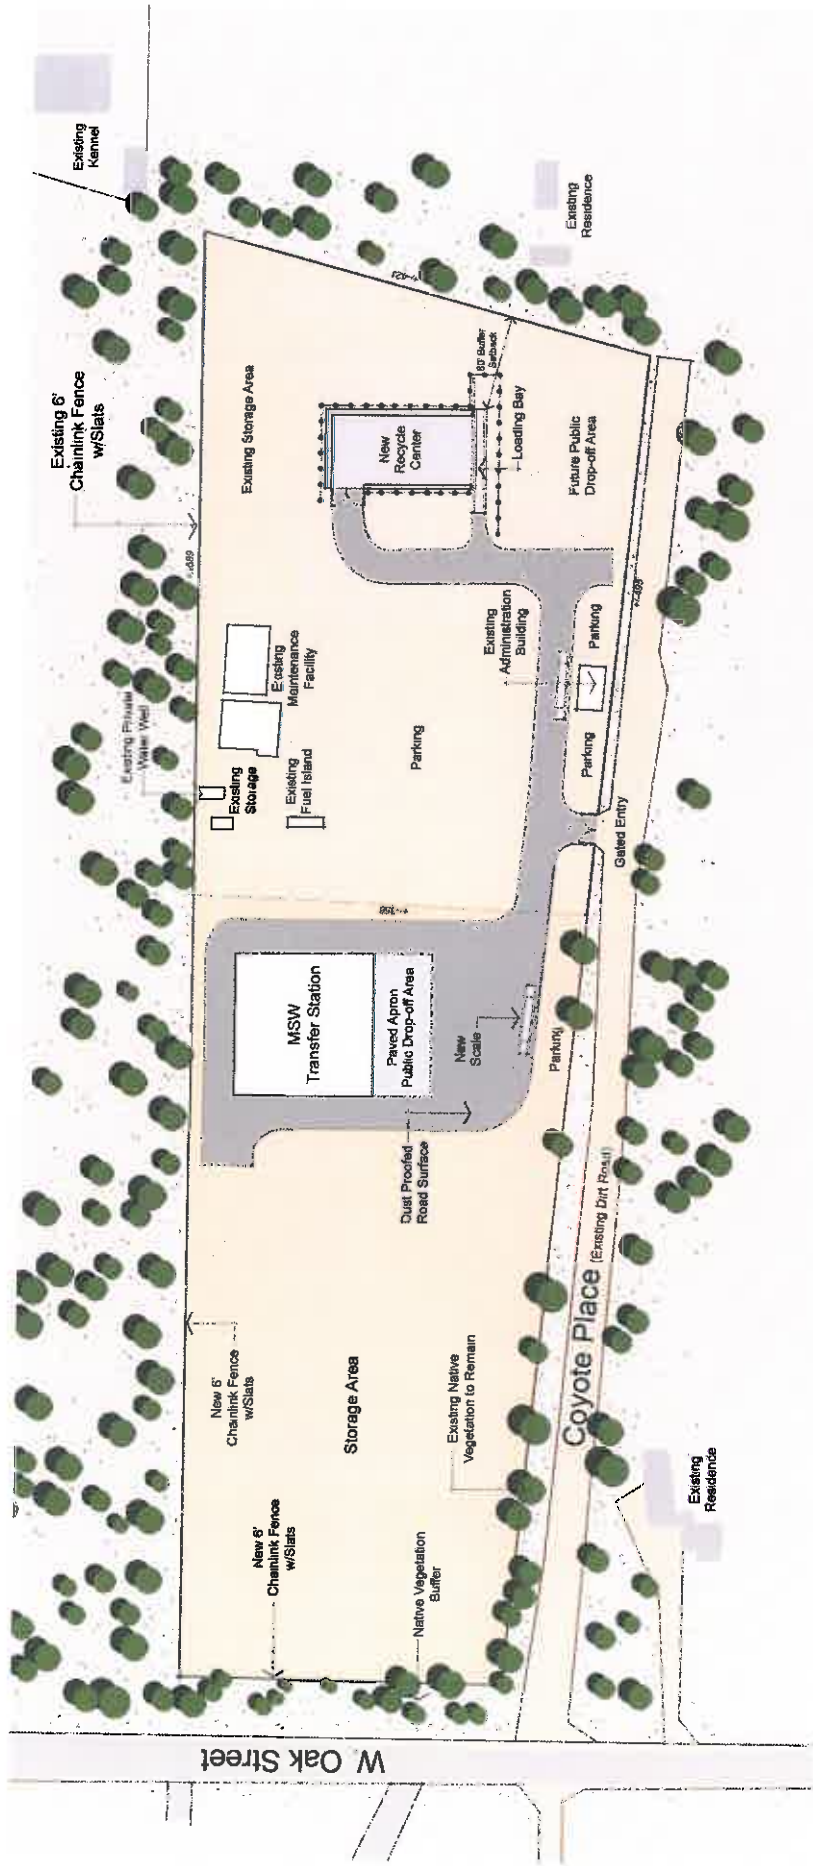 Existing
Kennel
Existing
Residence
Existing 6'
Chainlink Fence
w/Slats
Existing Storage Area
New
Recycle
Center
60' Buffer
Setback
Loading Bay
Future Public
Drop-off Area
Existing Private
Water Well
Existing
Maintenance
Facility
Existing
Storage
Existing
Fuel Island
Parking
Existing
Administration
Building
Parking
Parking
Gated Entry
MSW
Transfer Station
Paved Apron
Public Drop-off Area
New
Scale
Parking
Dust Proofed
Road Surface
New 6'
Chainlink Fence
w/Slats
Storage Area
Existing Native
Vegetation to Remain
Coyote Place (Existing Dirt Road)
New 6'
Chainlink Fence
w/Slats
Native Vegetation
Buffer
Existing
Residence
W. Oak Street